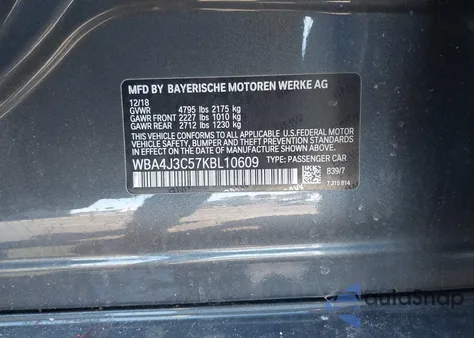 MFD BY BAYERISCHE MOTOREN WERKE AG
12/18
GVWR 4795 lbs 2175 kg
GAWR FRONT 2227 lbs 1010 kg
GAWR REAR 2712 lbs 1230 kg
THIS VEHICLE CONFORMS TO ALL APPLICABLE U.S.FEDERAL MOTOR
VEHICLE SAFETY, BUMPER AND THEFT PREVENTION STANDARDS IN
EFFECT ON THE DATE OF MANUFACTURE SHOWN ABOVE.
WBA4J3C57KBL10609 TYPE: PASSENGER CAR
B39/7
7 315 814
autoSnap